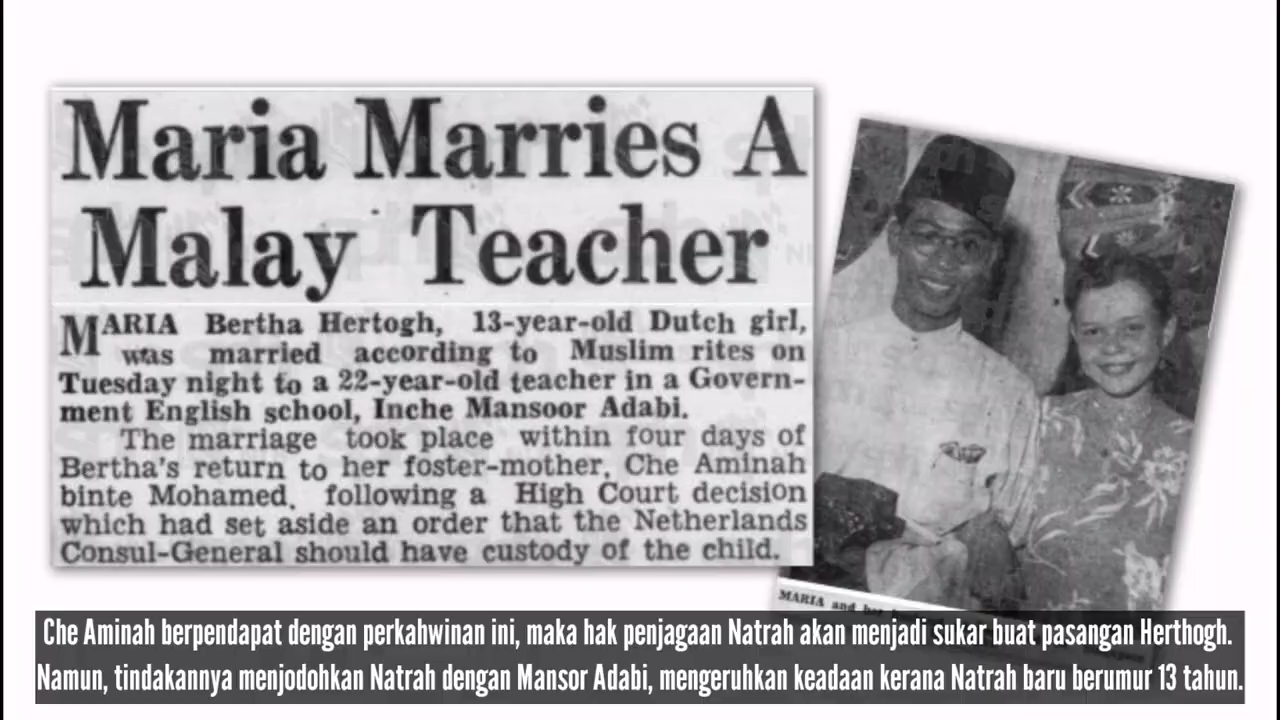 Maria Marries A
Malay Teacher
MARIA Bertha Hertogh, 13-year-old Dutch girl,
was married according to Muslim rites on
Tuesday night to a 22-year-old teacher in a Govern-
ment English school, Inche Mansoor Adabi.
The marriage took place within four days of
Bertha's return to her foster-mother, Che Aminah
binte Mohamed, following a High Court decision
which had set aside an order that the Netherlands
Consul-General should have custody of the child.
MARIA and her
Che Aminah berpendapat dengan perkahwinan ini, maka hak penjagaan Natrah akan menjadi sukar buat pasangan Herthogh.
Namun, tindakannya menjodohkan Natrah dengan Mansor Adabi, mengeruhkan keadaan kerana Natrah baru berumur 13 tahun.